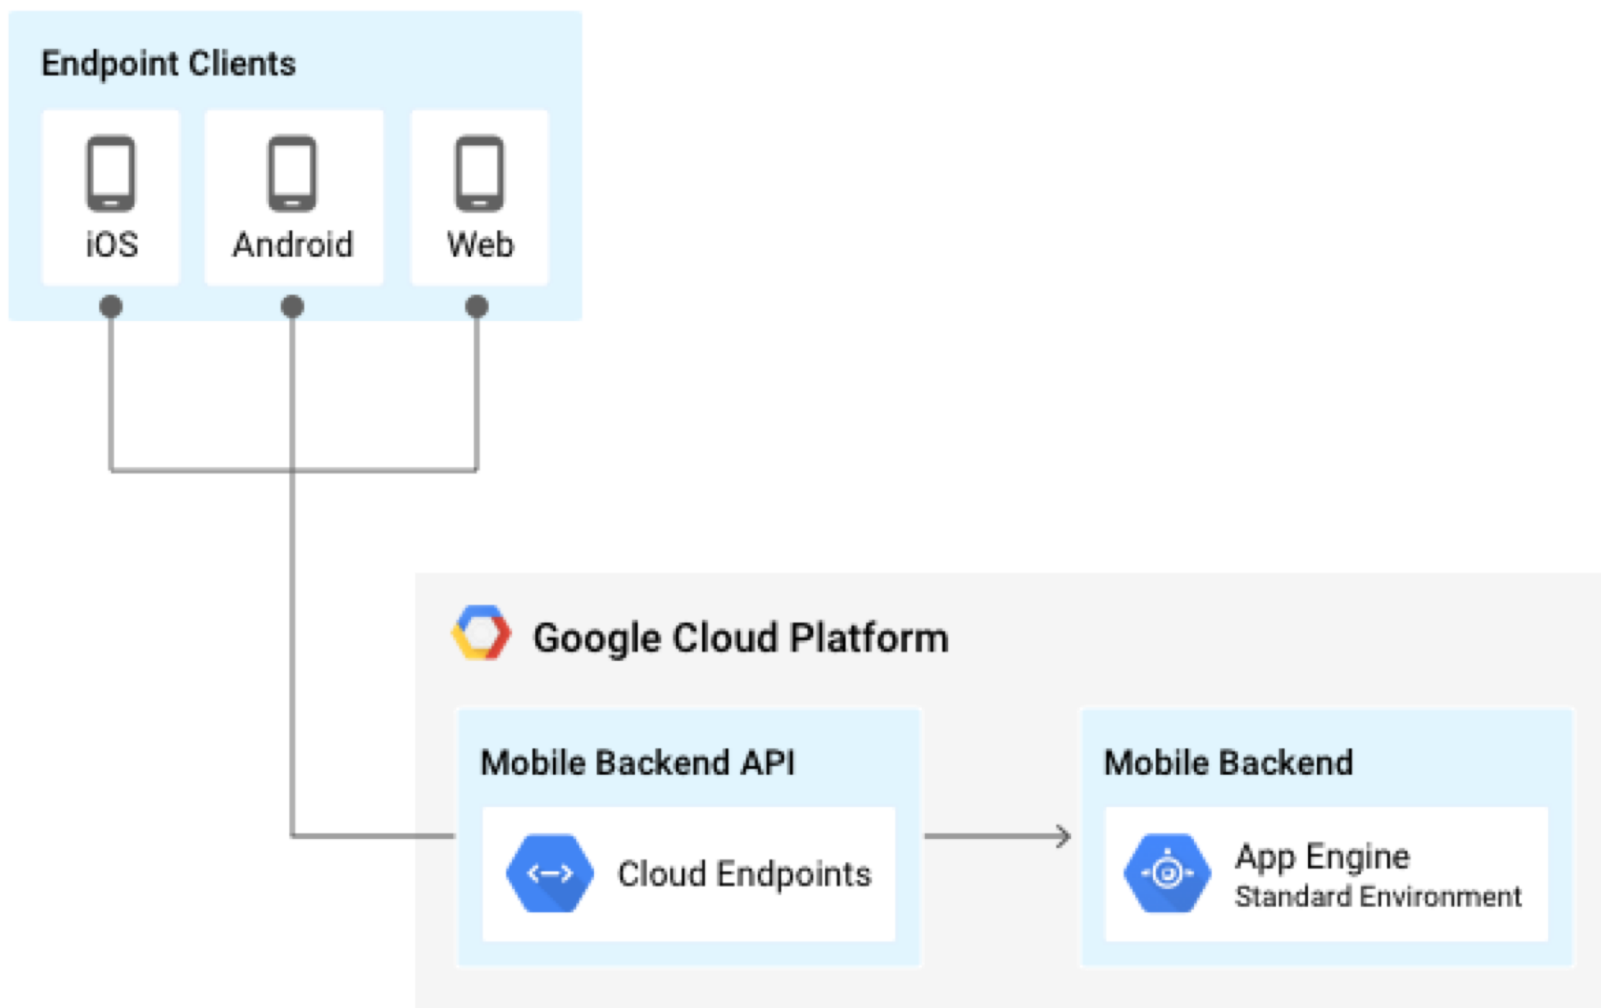 Endpoint Clients
iOS
Android
Web
Google Cloud Platform
Mobile Backend API
Cloud Endpoints
Mobile Backend
App Engine
Standard Environment